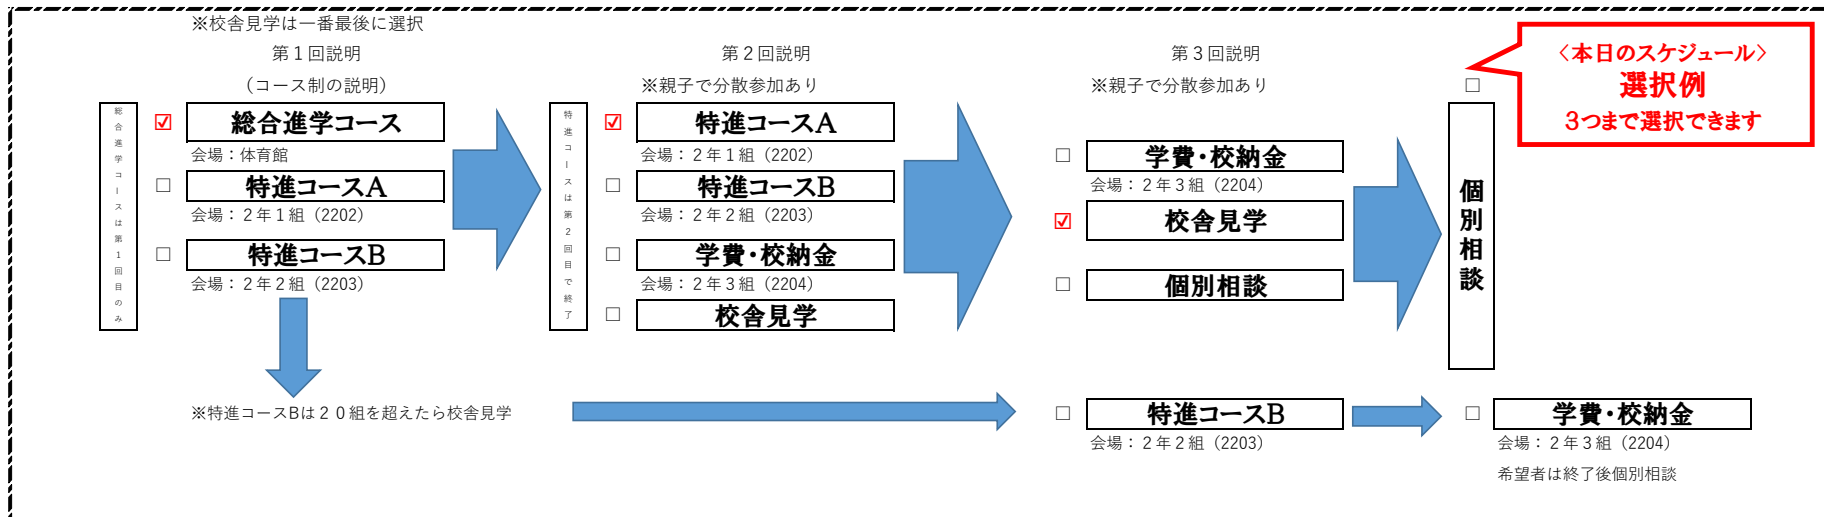 ※校舎見学は一番最後に選択
第１回説明
（コース制の説明）
総合進学コースは第１回目のみ
☑ 総合進学コース
会場：体育館
□ 特進コースA
会場：２年１組（2202）
□ 特進コースB
会場：２年２組（2203）
※特進コースBは２０組を超えたら校舎見学
第２回説明
※親子で分散参加あり
特進コースは第２回目で終了
☑ 特進コースA
会場：２年１組（2202）
□ 特進コースB
会場：２年２組（2203）
□ 学費・校納金
会場：２年３組（2204）
□ 校舎見学
第３回説明
※親子で分散参加あり
□ 学費・校納金
会場：２年３組（2204）
☑ 校舎見学
□ 個別相談
□ 特進コースB
会場：２年２組（2203）
□
個別相談
□ 学費・校納金
会場：２年３組（2204）
希望者は終了後個別相談
〈本日のスケジュール〉
選択例
3つまで選択できます